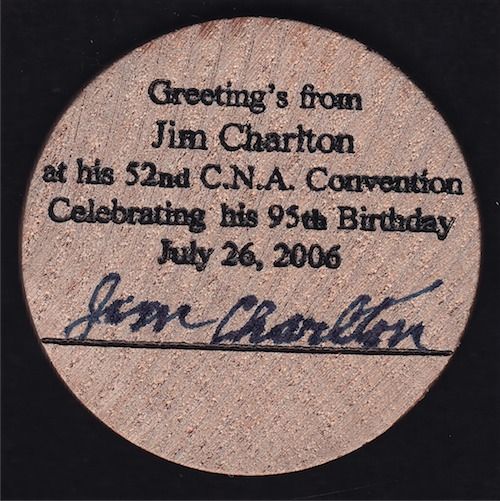 Greeting's from
Jim Charlton
at his 52nd C.N.A. Convention
Celebrating his 95th Birthday
July 26, 2006
Jim Charlton